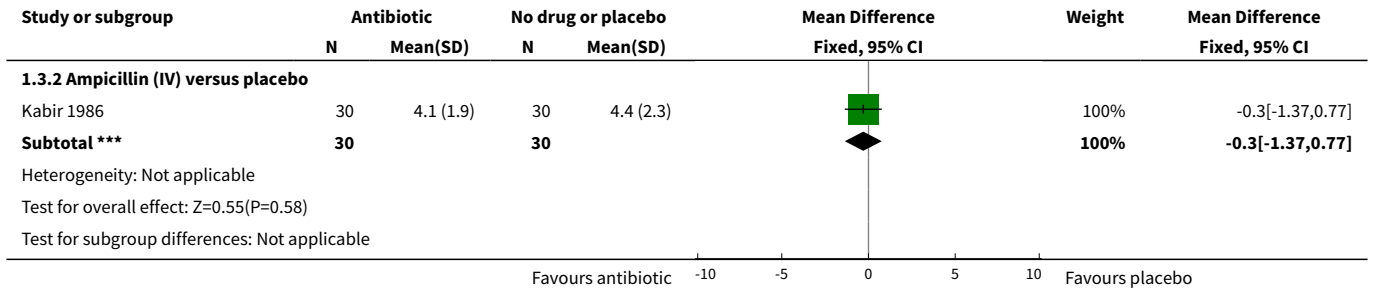 Study or subgroup Antibiotic No drug or placebo Mean Difference Weight Mean Difference
N Mean(SD) N Mean(SD) Fixed, 95% CI Fixed, 95% CI
1.3.2 Ampicillin (IV) versus placebo
Kabir 1986 30 4.1 (1.9) 30 4.4 (2.3) 100% -0.3[-1.37,0.77]
Subtotal *** 30 30 100% -0.3[-1.37,0.77]
Heterogeneity: Not applicable
Test for overall effect: Z=0.55(P=0.58)
Test for subgroup differences: Not applicable
Favours antibiotic -10 -5 0 5 10 Favours placebo